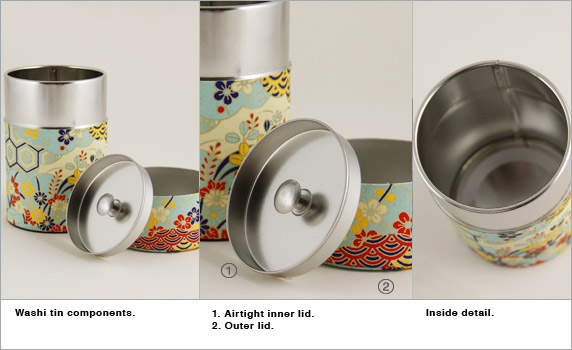 ①
②
Washi tin components.
1. Airtight inner lid.
2. Outer lid.
Inside detail.